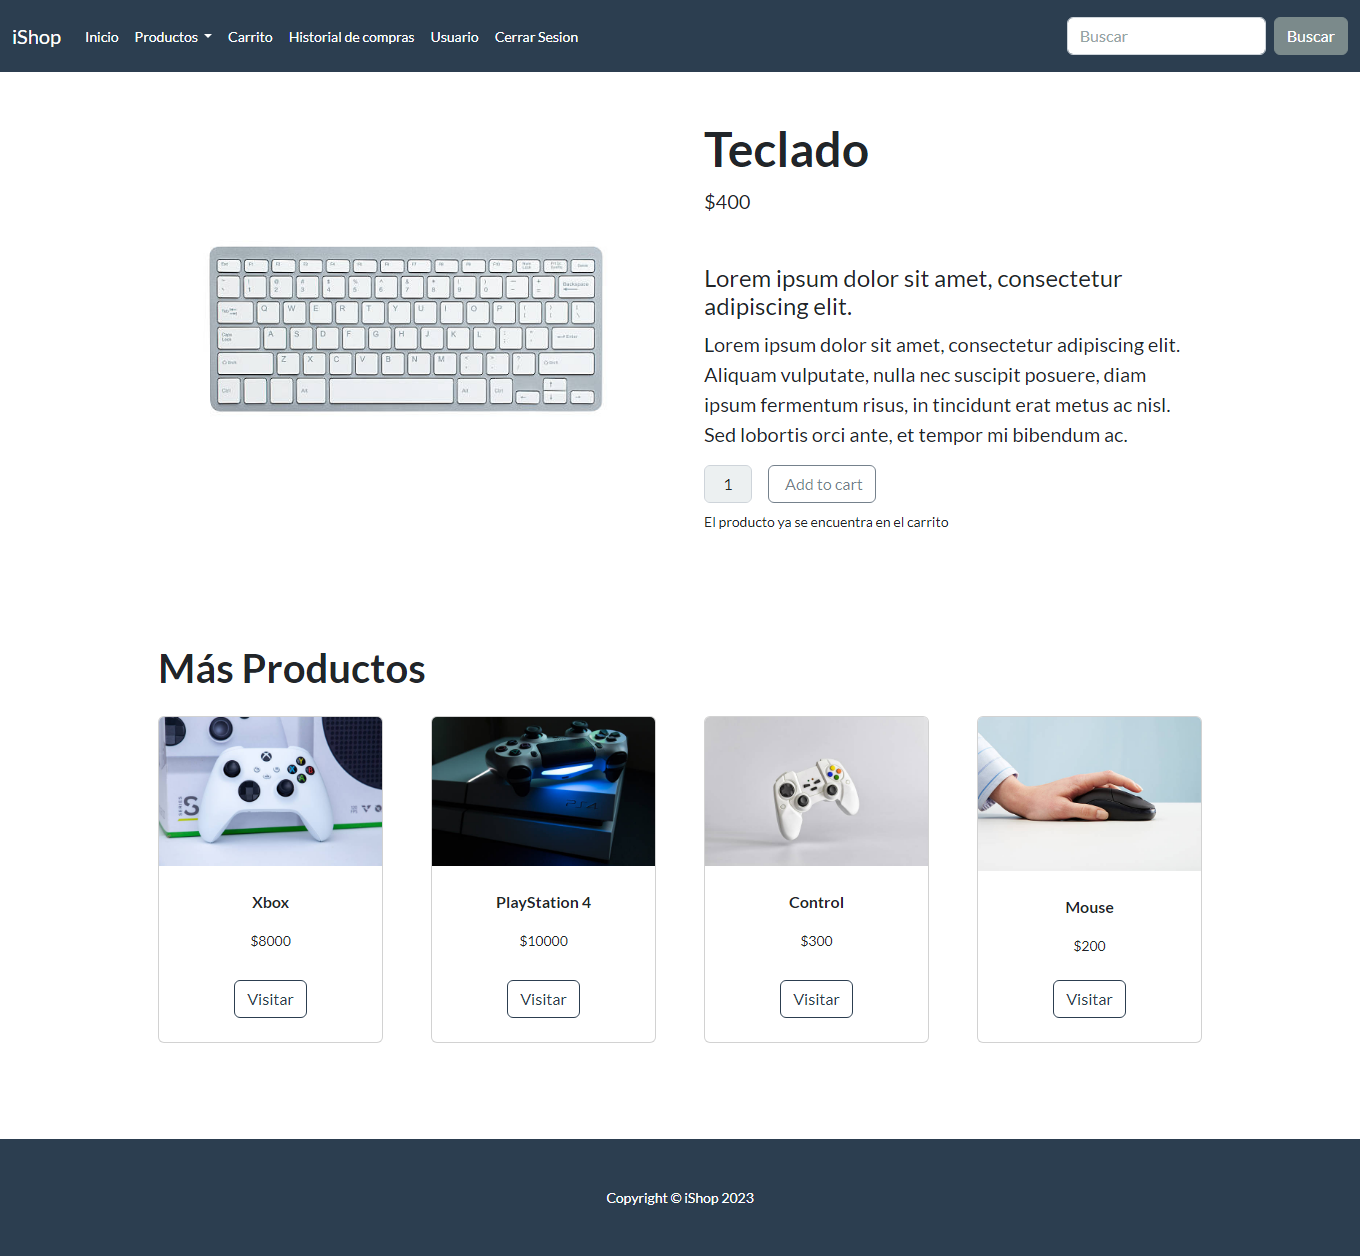 iShop Inicio Productos Carrito Historial de compras Usuario Cerrar Sesion Buscar Buscar
Teclado
$400
Lorem ipsum dolor sit amet, consectetur
adipiscing elit.
Lorem ipsum dolor sit amet, consectetur adipiscing elit.
Aliquam vulputate, nulla nec suscipit posuere, diam
ipsum fermentum risus, in tincidunt erat metus ac nisl.
Sed lobortis orci ante, et tempor mi bibendum ac.
1 Add to cart
El producto ya se encuentra en el carrito
Más Productos
Xbox
$8000
Visitar
PlayStation 4
$10000
Visitar
Control
$300
Visitar
Mouse
$200
Visitar
Copyright © iShop 2023